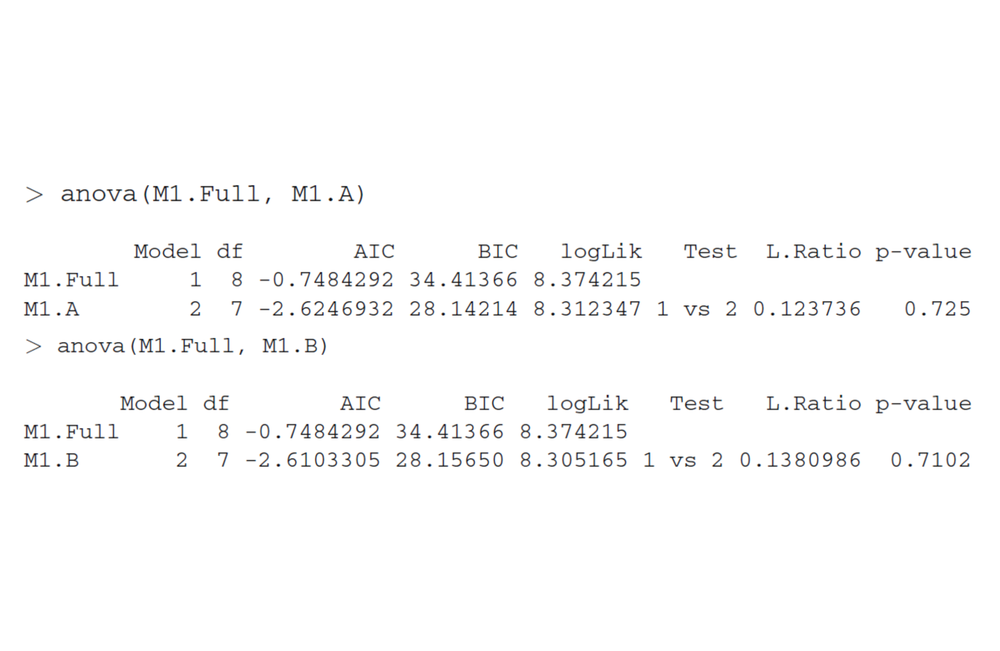 > anova(M1.Full, M1.A)
Model df AIC BIC logLik Test L.Ratio p-value
M1.Full 1 8 -0.7484292 34.41366 8.374215
M1.A 2 7 -2.6246932 28.14214 8.312347 1 vs 2 0.123736 0.725
> anova(M1.Full, M1.B)
Model df AIC BIC logLik Test L.Ratio p-value
M1.Full 1 8 -0.7484292 34.41366 8.374215
M1.B 2 7 -2.6103305 28.15650 8.305165 1 vs 2 0.1380986 0.7102